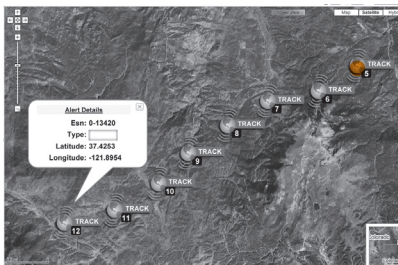 Map
Satellite
TRACK
5
TRACK
6
TRACK
7
TRACK
8
TRACK
9
TRACK
10
TRACK
11
TRACK
12
Alert Details
Esn: 0-13420
Type:
Latitude: 37.4253
Longitude: -121.8954